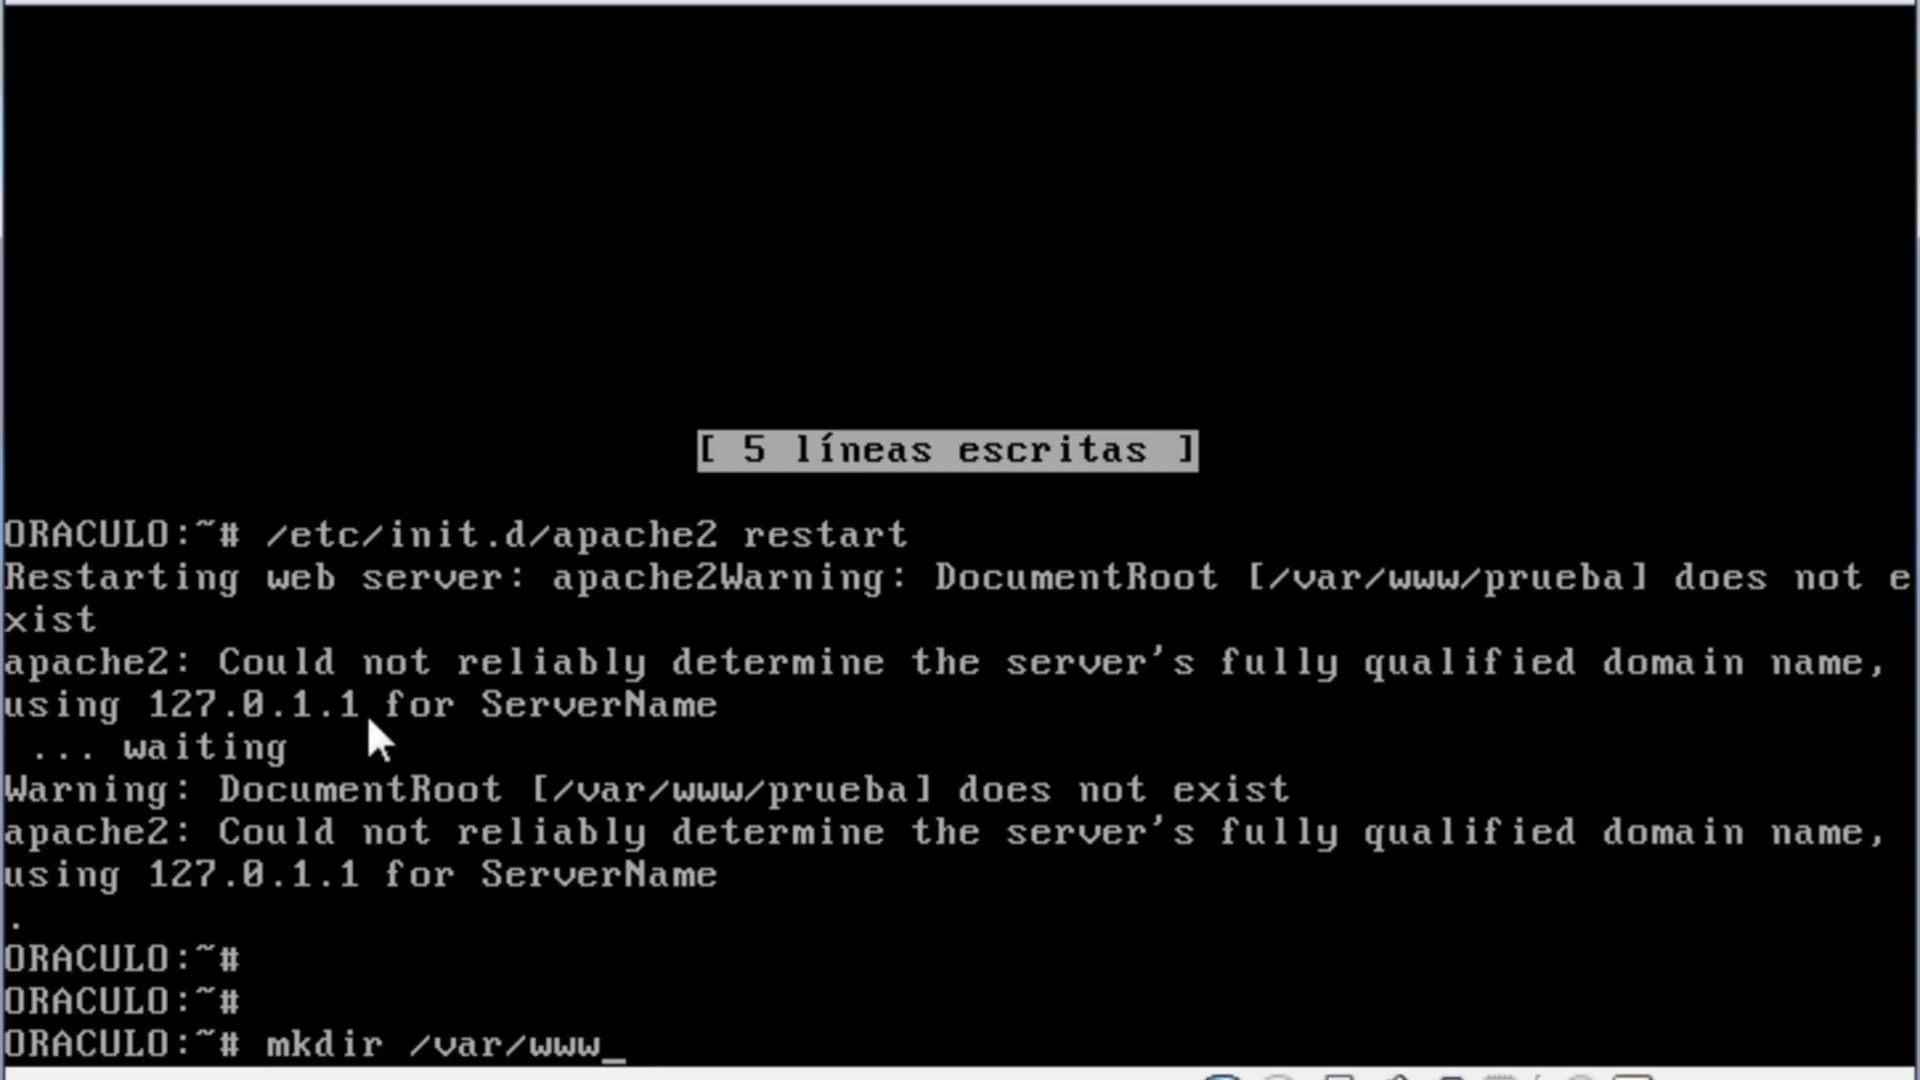 [ 5 líneas escritas ]
ORACULO:~# /etc/init.d/apache2 restart
Restarting web server: apache2Warning: DocumentRoot [/var/www/prueba] does not e
xist
apache2: Could not reliably determine the server's fully qualified domain name,
using 127.0.1.1 for ServerName
 ... waiting
Warning: DocumentRoot [/var/www/prueba] does not exist
apache2: Could not reliably determine the server's fully qualified domain name,
using 127.0.1.1 for ServerName
.
ORACULO:~#
ORACULO:~#
ORACULO:~# mkdir /var/www_